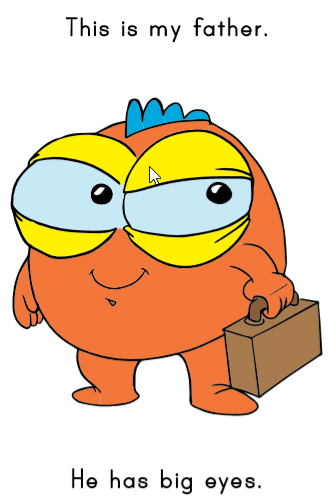 This is my father.
He has big eyes.